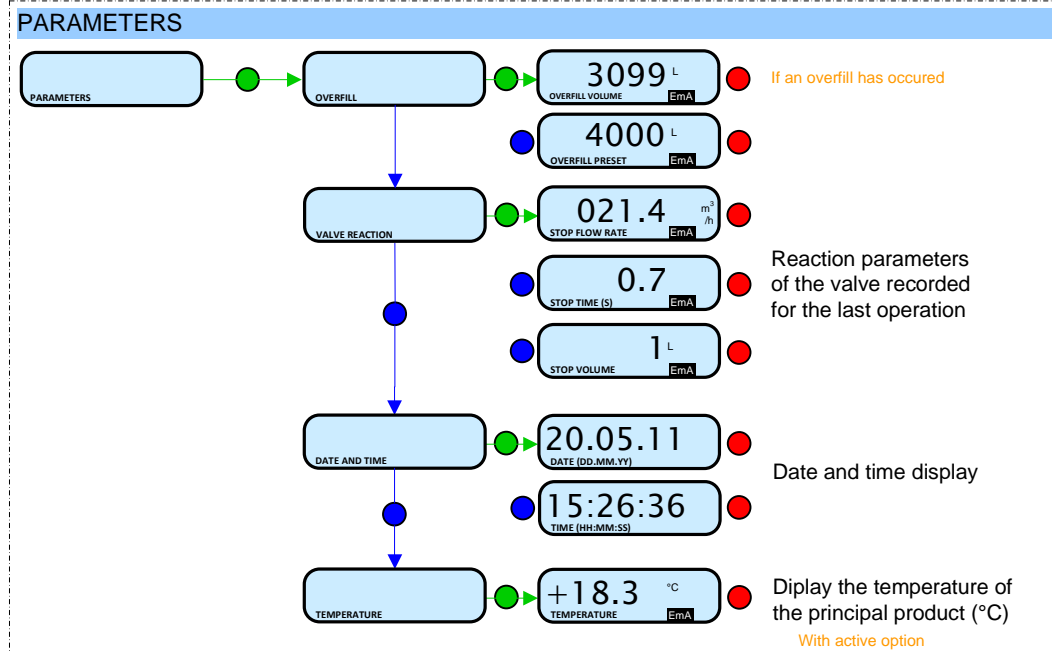 PARAMETERS
PARAMETERS
OVERFILL
3099 L
OVERFILL VOLUME EmA
If an overfill has occured
4000 L
OVERFILL PRESET EmA
VALVE REACTION
021.4 m³
/h
STOP FLOW RATE EmA
0.7
STOP TIME (S) EmA
1 L
STOP VOLUME EmA
Reaction parameters
of the valve recorded
for the last operation
DATE AND TIME
20.05.11
DATE (DD.MM.YY)
15:26:36
TIME (HH:MM:SS)
Date and time display
TEMPERATURE
+18.3 °C
TEMPERATURE EmA
Diplay the temperature of
the principal product (°C)
With active option